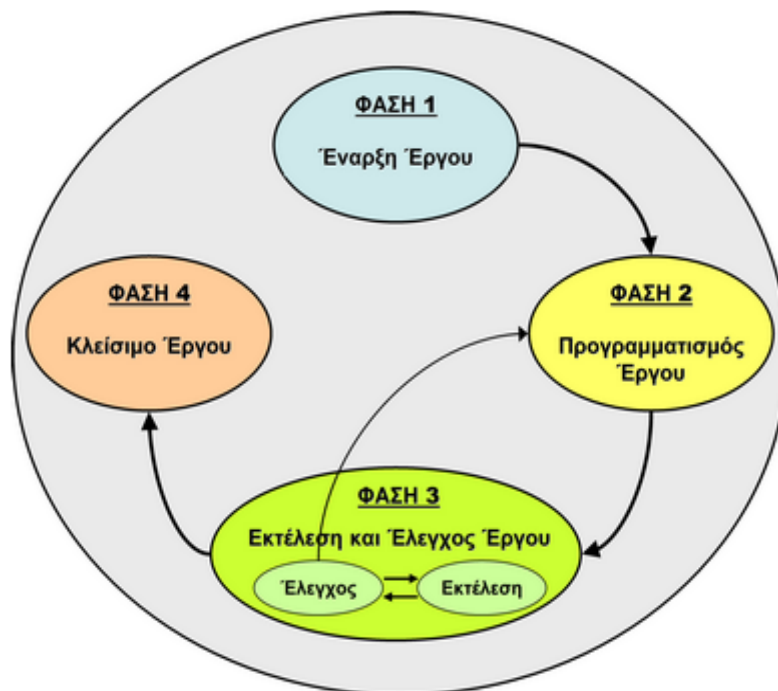 ΦΑΣΗ 1
Έναρξη Έργου
ΦΑΣΗ 2
Προγραμματισμός
Έργου
ΦΑΣΗ 3
Εκτέλεση και Έλεγχος Έργου
Έλεγχος
Εκτέλεση
ΦΑΣΗ 4
Κλείσιμο Έργου